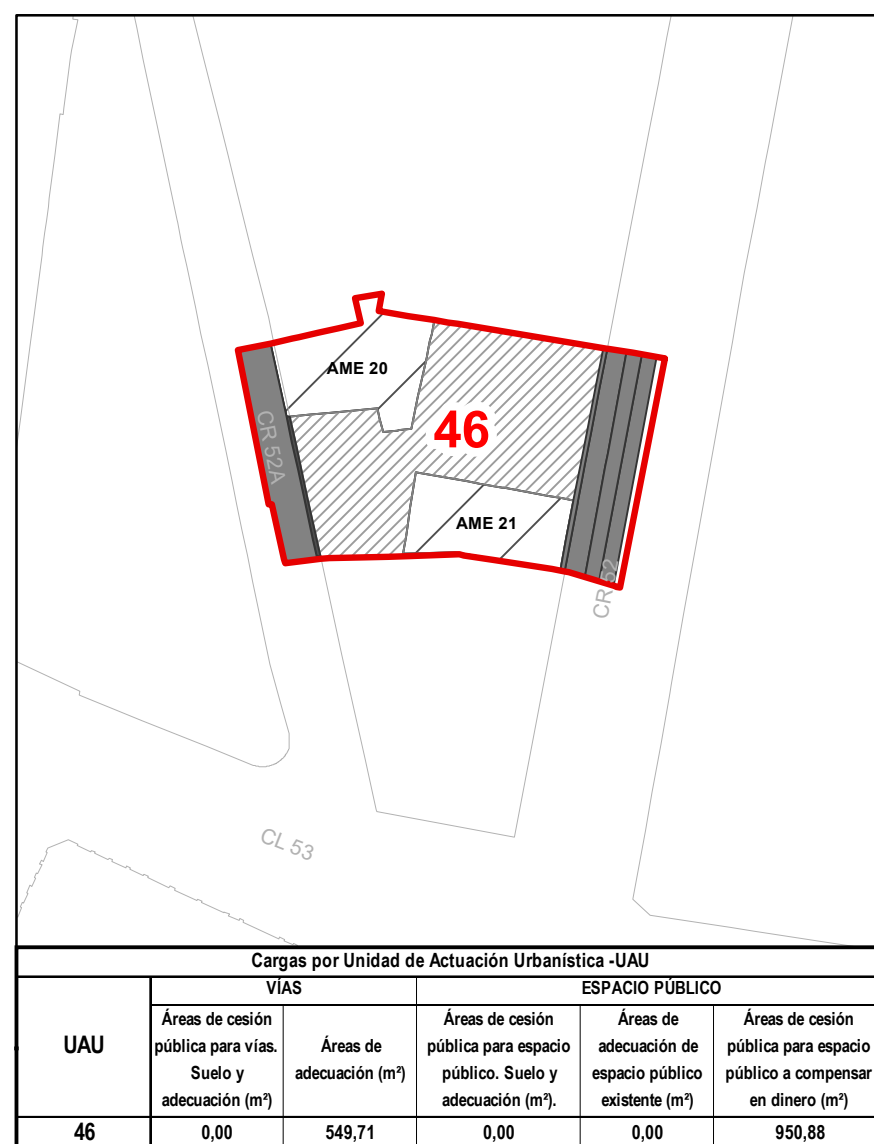 AME 20
46
CR 52A
AME 21
CR 52
CL 53
Cargas por Unidad de Actuación Urbanística -UAU
UAU
VÍAS
ESPACIO PÚBLICO
Áreas de cesión
pública para vías.
Suelo y
adecuación (m²)
Áreas de
adecuación (m²)
Áreas de cesión
pública para espacio
público. Suelo y
adecuación (m²).
Áreas de
adecuación de
espacio público
existente (m²)
Áreas de cesión
pública para espacio
público a compensar
en dinero (m²)
46 0,00 549,71 0,00 0,00 950,88